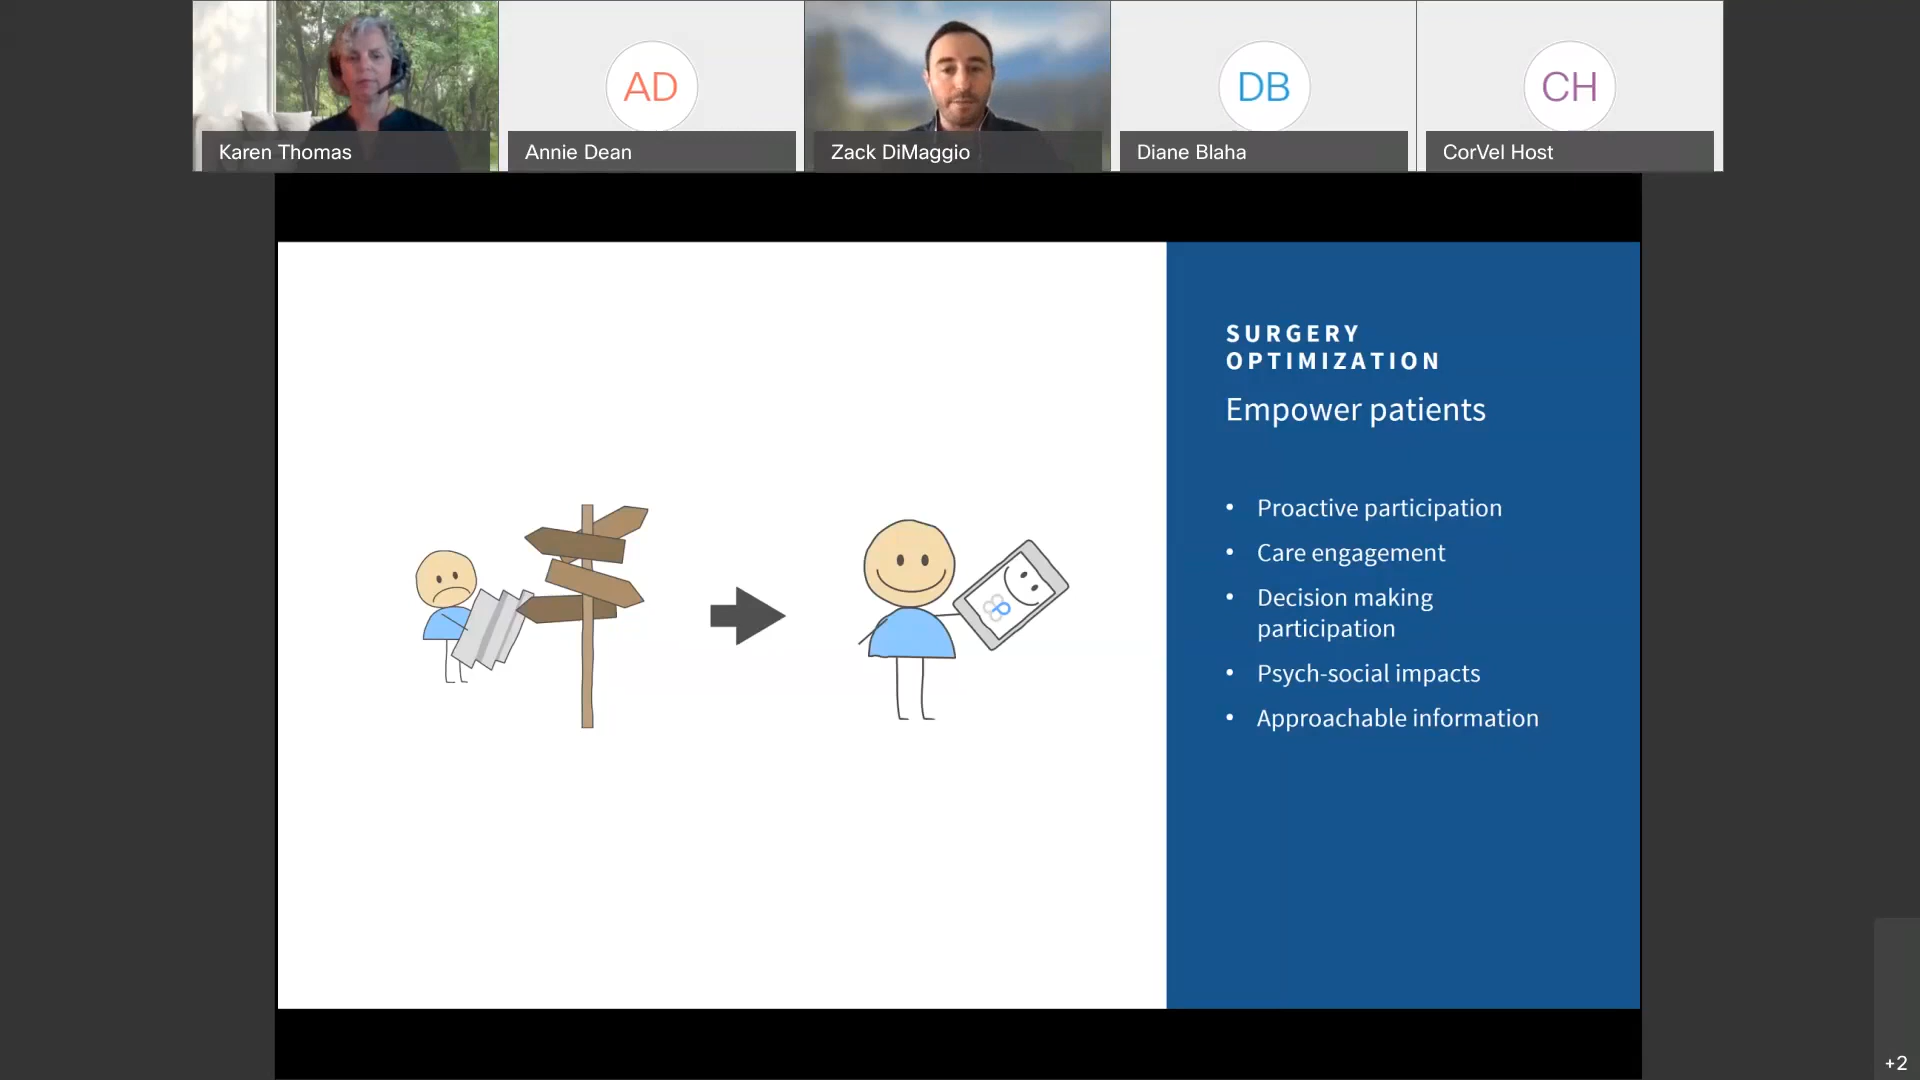 AD
DB
CH
Karen Thomas
Annie Dean
Zack DiMaggio
Diane Blaha
CorVel Host
SURGERY
OPTIMIZATION
Empower patients
• Proactive participation
• Care engagement
• Decision making
participation
• Psych-social impacts
• Approachable information
+2